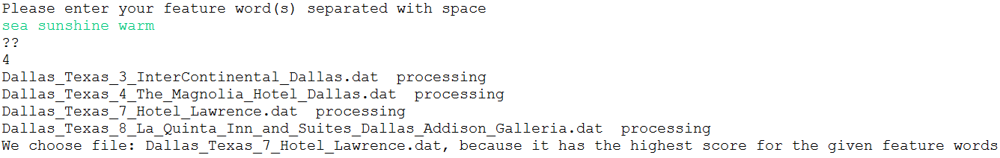 Please enter your feature word(s) separated with space
sea sunshine warm
??
4
Dallas_Texas_3_InterContinental_Dallas.dat  processing
Dallas_Texas_4_The_Magnolia_Hotel_Dallas.dat  processing
Dallas_Texas_7_Hotel_Lawrence.dat  processing
Dallas_Texas_8_La_Quinta_Inn_and_Suites_Dallas_Addison_Galleria.dat  processing
We choose file: Dallas_Texas_7_Hotel_Lawrence.dat, because it has the highest score for the given feature words